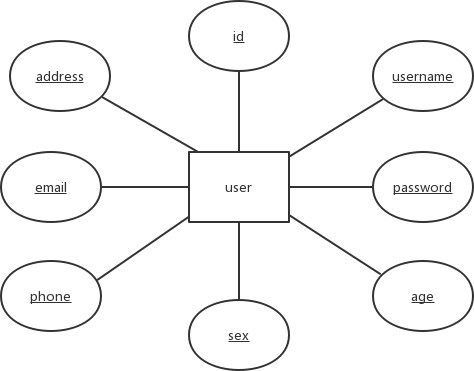 id
address
username
email
user
password
phone
age
sex